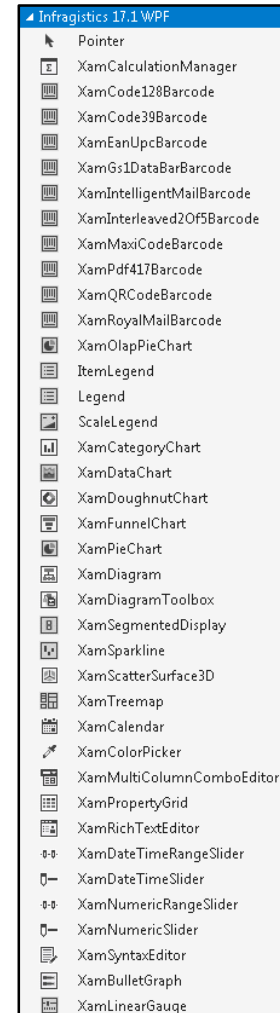 Infragistics 17.1 WPF
Pointer
XamCalculationManager
XamCode128Barcode
XamCode39Barcode
XamEanUpcBarcode
XamGs1DataBarBarcode
XamIntelligentMailBarcode
XamInterleaved2Of5Barcode
XamMaxiCodeBarcode
XamPdf417Barcode
XamQRCodeBarcode
XamRoyalMailBarcode
XamOlapPieChart
ItemLegend
Legend
ScaleLegend
XamCategoryChart
XamDataChart
XamDoughnutChart
XamFunnelChart
XamPieChart
XamDiagram
XamDiagramToolbox
XamSegmentedDisplay
XamSparkline
XamScatterSurface3D
XamTreemap
XamCalendar
XamColorPicker
XamMultiColumnComboEditor
XamPropertyGrid
XamRichTextEditor
XamDateTimeRangeSlider
XamDateTimeSlider
XamNumericRangeSlider
XamNumericSlider
XamSyntaxEditor
XamBulletGraph
XamLinearGauge